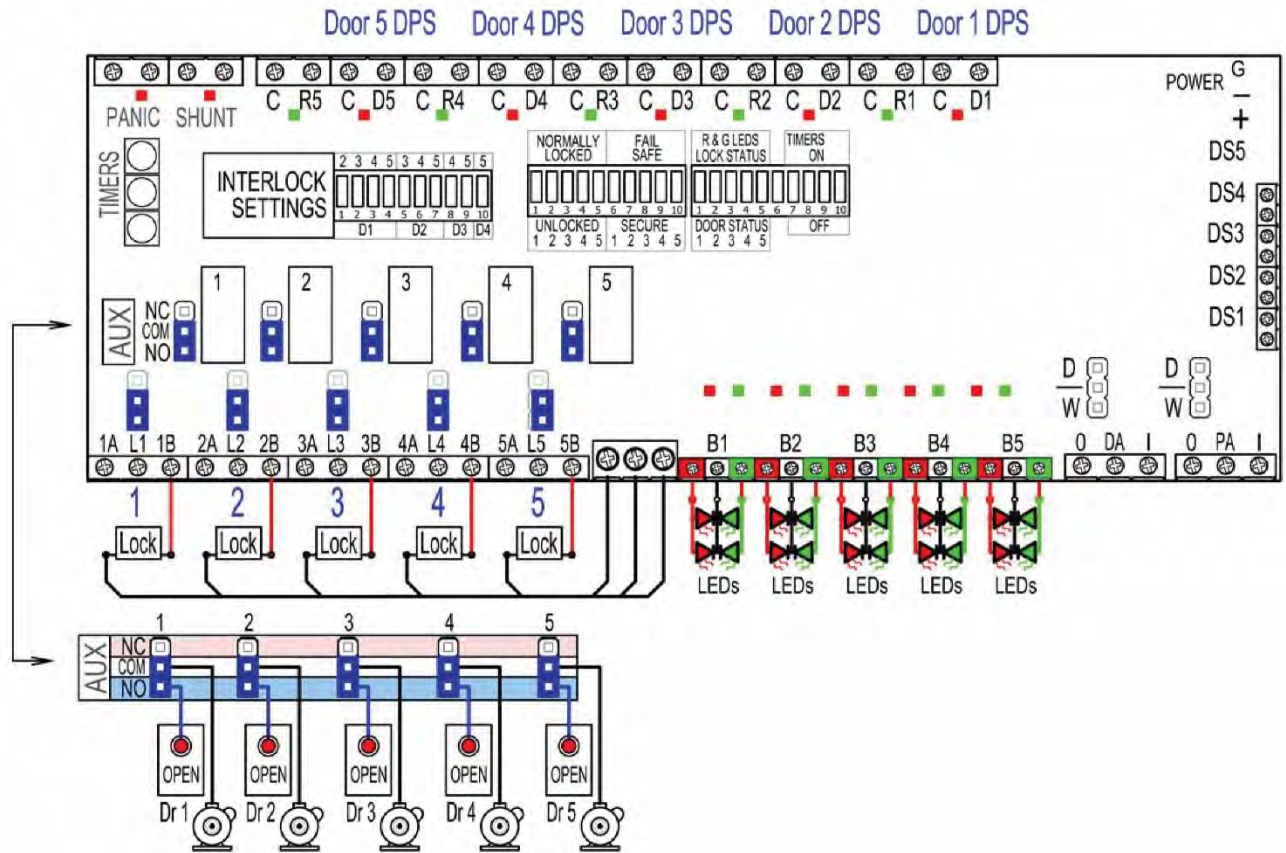 Door 5 DPS Door 4 DPS Door 3 DPS Door 2 DPS Door 1 DPS
C R5 C D5 C R4 C D4 C R3 C D3 C R2 C D2 C R1 C D1
PANIC SHUNT
POWER G
−
+
DS5
DS4
DS3
DS2
DS1
TIMERS
INTERLOCK
SETTINGS
2 3 4 5 3 4 5 4 5 5
1 2 3 4 5 6 7 8 9 10
D1 D2 D3 D4
NORMALLY
LOCKED
FAIL
SAFE
1 2 3 4 5 6 7 8 9 10
UNLOCKED SECURE
1 2 3 4 5 1 2 3 4 5
R & G LEDS
LOCK STATUS
TIMERS
ON
1 2 3 4 5 6 7 8 9 10
DOOR STATUS OFF
1 2 3 4 5
1 2 3 4 5
AUX
NC
COM
NO
D
W
D
W
1A L1 1B 2A L2 2B 3A L3 3B 4A L4 4B 5A L5 5B
B1 B2 B3 B4 B5
O DA I O PA I
1 2 3 4 5
Lock Lock Lock Lock Lock
LEDs LEDs LEDs LEDs LEDs
1 2 3 4 5
AUX
NC
COM
NO
OPEN OPEN OPEN OPEN OPEN
Dr 1 Dr 2 Dr 3 Dr 4 Dr 5